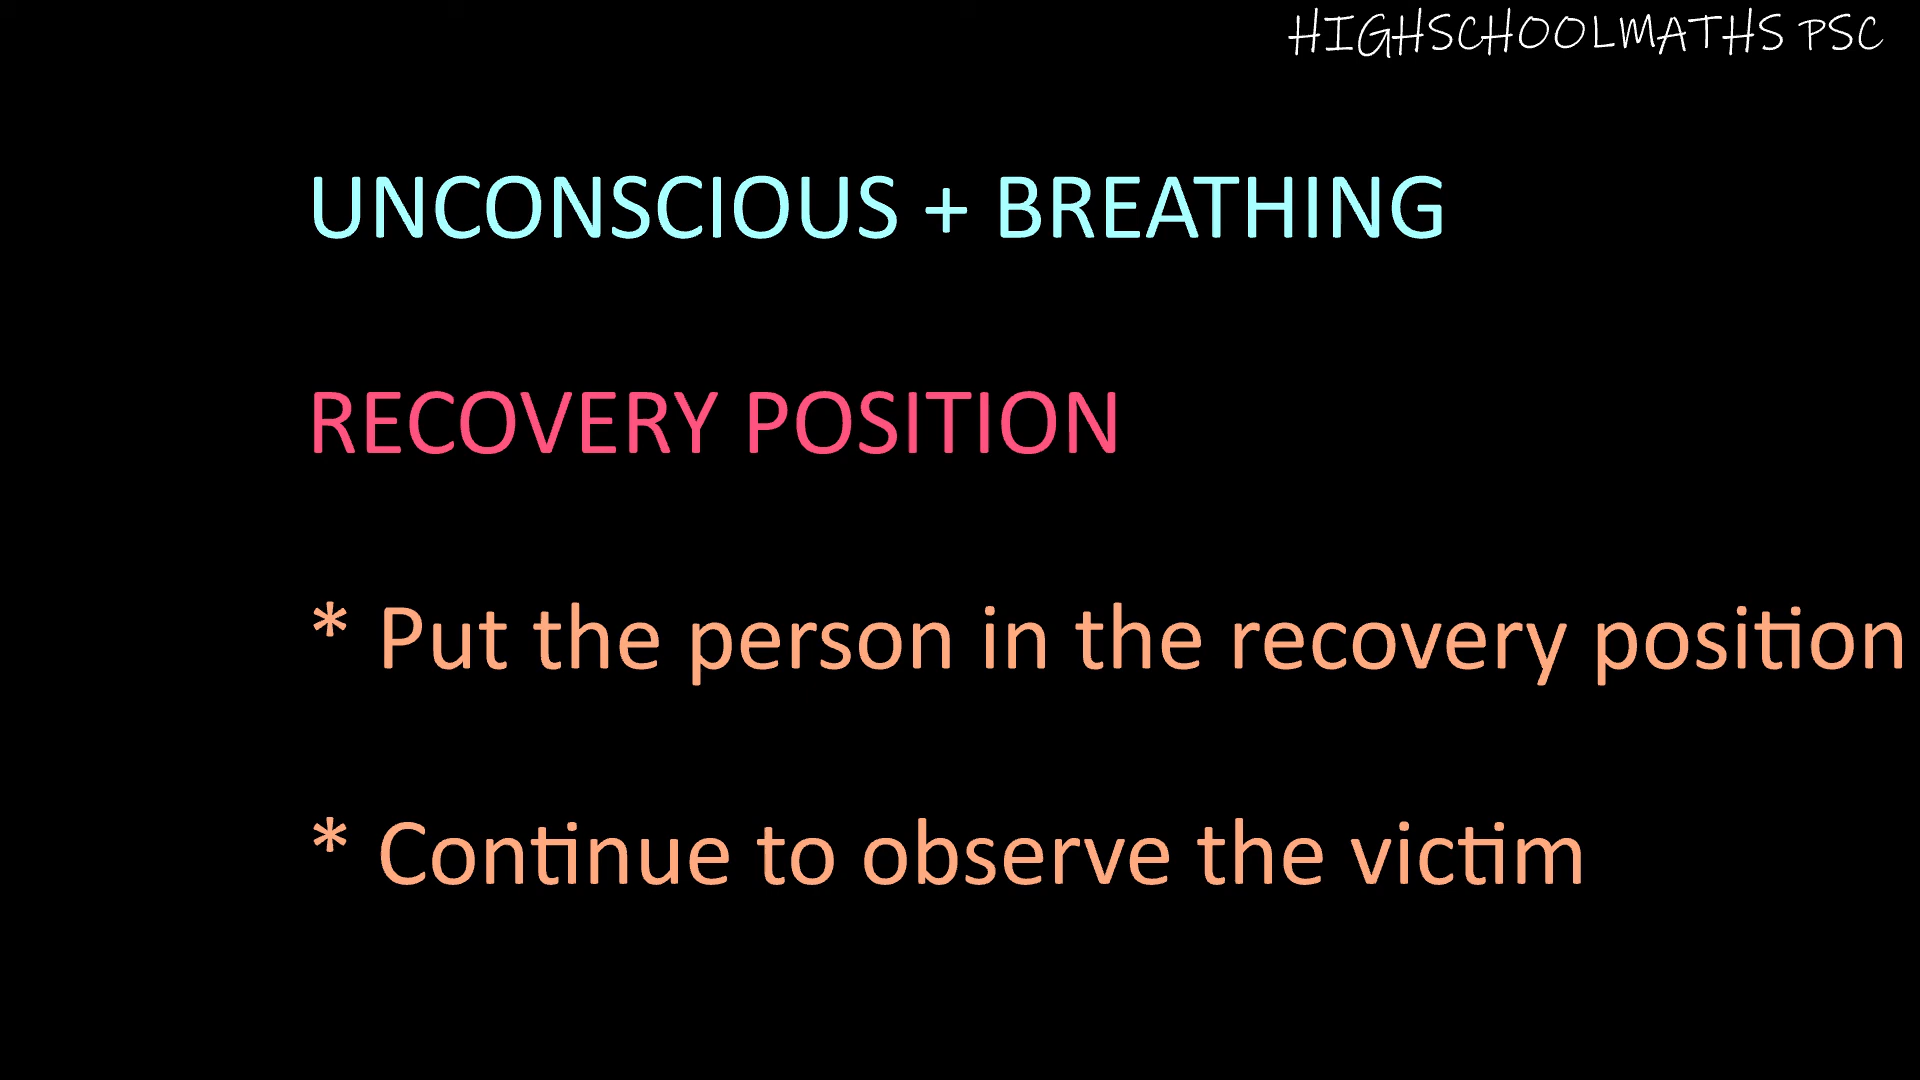 HIGHSCHOOLMATHS PSC
UNCONSCIOUS + BREATHING
RECOVERY POSITION
* Put the person in the recovery position
* Continue to observe the victim